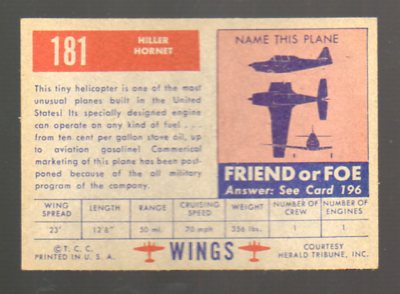 181
HILLER
HORNET
This tiny helicopter is one of the most
unusual planes built in the United
States! Its specially designed engine
can operate on any kind of fuel . . .
from ten cent per gallon stove oil, up
to aviation gasoline! Commerical
marketing of this plane has been post-
poned because of the all military
program of the company.
NAME THIS PLANE
FRIEND or FOE
Answer: See Card 196
WING SPREAD LENGTH RANGE CRUISING SPEED WEIGHT NUMBER OF CREW NUMBER OF ENGINES
23' 12'8" 50 mi. 70 mph 356 lbs. 1 1
© T. C. C.
PRINTED IN U. S. A.
WINGS
COURTESY
HERALD TRIBUNE, INC.